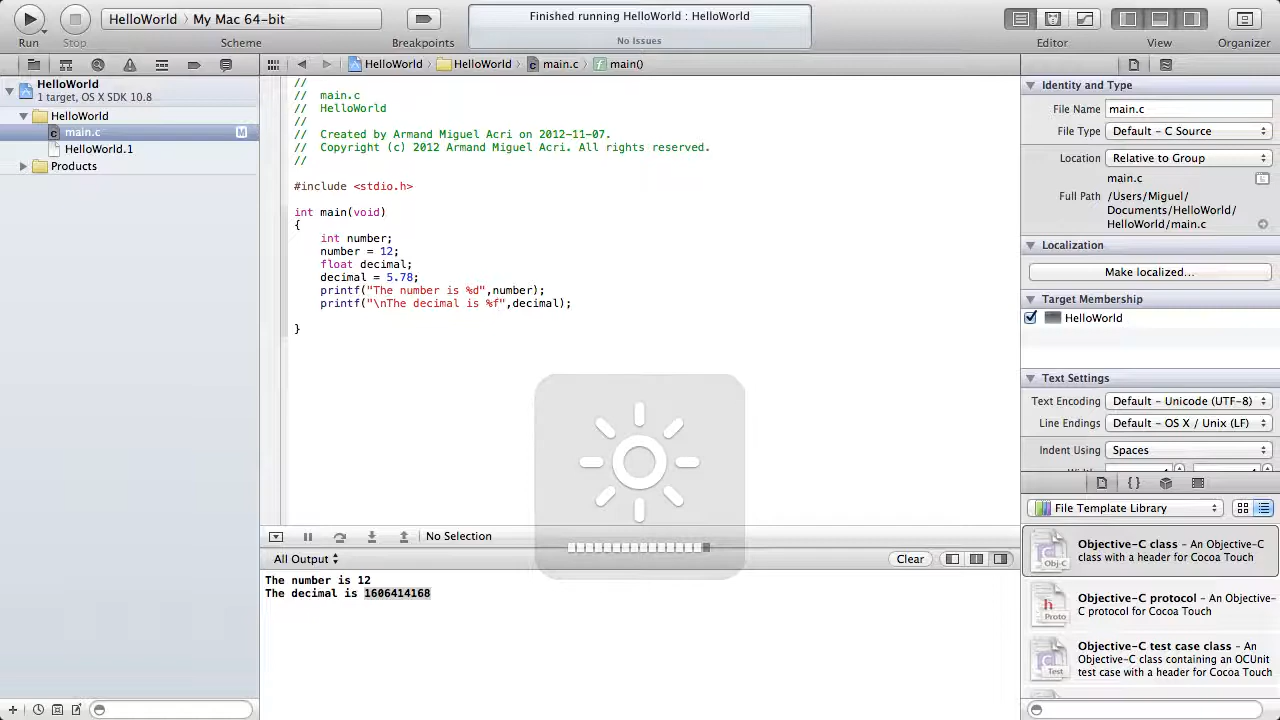 HelloWorld My Mac 64-bit
Finished running HelloWorld : HelloWorld
No Issues
Run Stop Scheme Breakpoints Editor View Organizer
HelloWorld HelloWorld main.c main()
HelloWorld
1 target, OS X SDK 10.8
HelloWorld
main.c M
HelloWorld.1
Products
//
// main.c
// HelloWorld
//
// Created by Armand Miguel Acri on 2012-11-07.
// Copyright (c) 2012 Armand Miguel Acri. All rights reserved.
//
#include <stdio.h>
int main(void)
{
int number;
number = 12;
float decimal;
decimal = 5.78;
printf("The number is %d",number);
printf("\nThe decimal is %f",decimal);
}
No Selection
All Output Clear
The number is 12
The decimal is 1606414168
Identity and Type
File Name main.c
File Type Default - C Source
Location Relative to Group
main.c
Full Path /Users/Miguel/
Documents/HelloWorld/
HelloWorld/main.c
Localization
Make localized...
Target Membership
HelloWorld
Text Settings
Text Encoding Default - Unicode (UTF-8)
Line Endings Default - OS X / Unix (LF)
Indent Using Spaces
File Template Library
Obj-C
Objective-C class - An Objective-
C class with a header for Cocoa Touch
Proto
Objective-C protocol - An Objective-
C protocol for Cocoa Touch
Test
Objective-C test case class - An
Objective-C class containing an OCUnit
test case with a header for Cocoa Touch